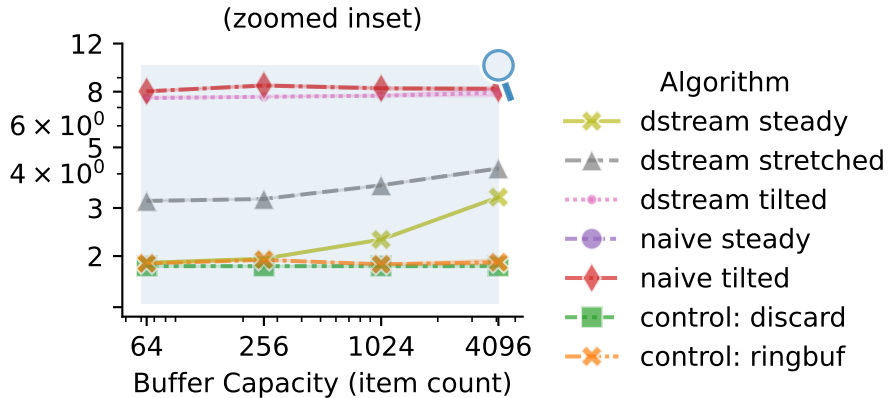 (zoomed inset)
12
8
6 × 10⁰
5
4 × 10⁰
3
2
64 256 1024 4096
Buffer Capacity (item count)
Algorithm
dstream steady
dstream stretched
dstream tilted
naive steady
naive tilted
control: discard
control: ringbuf